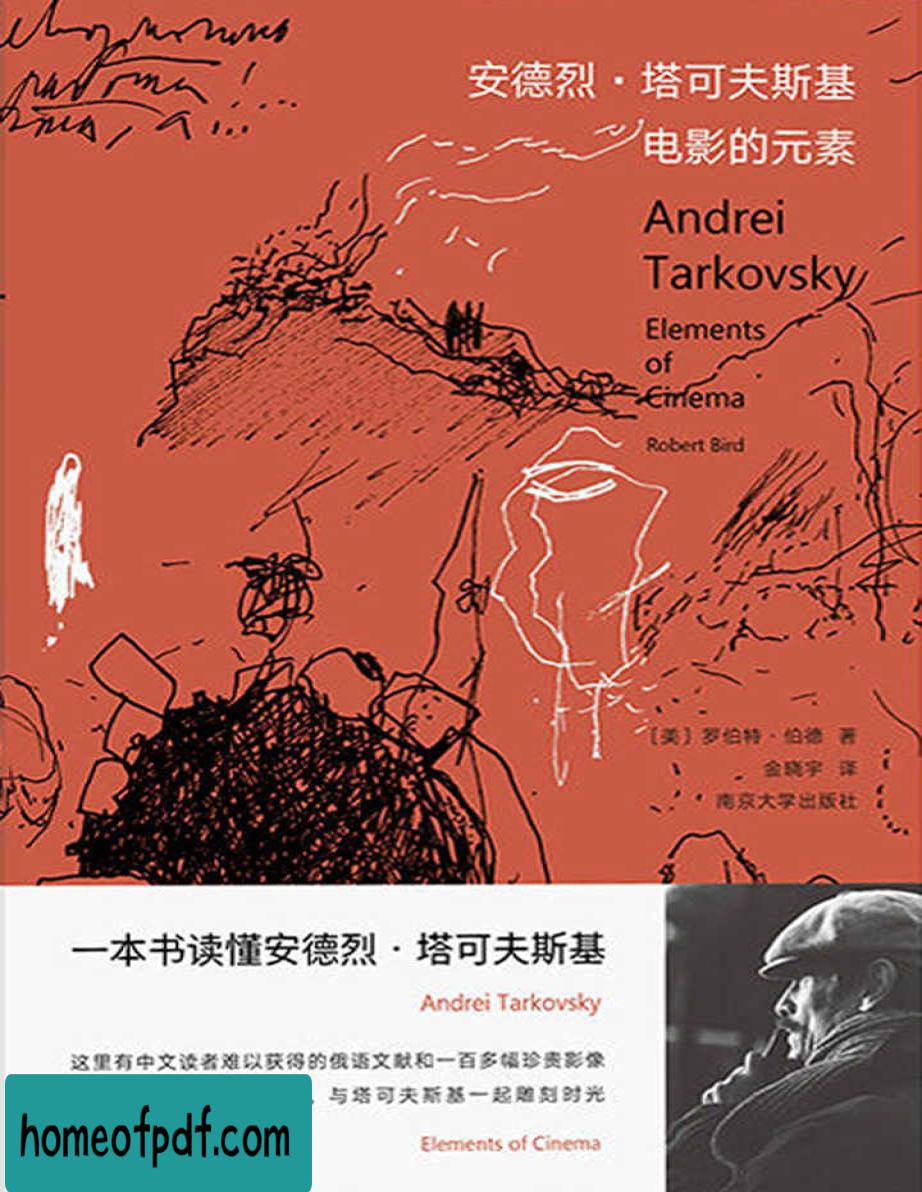 安德烈·塔可夫斯基
电影的元素
Andrei
Tarkovsky
Elements
of
Cinema
Robert Bird
［美］罗伯特·伯德 著
金晓宇 译
南京大学出版社
一本书读懂安德烈·塔可夫斯基
Andrei Tarkovsky
这里有中文读者难以获得的俄语文献和一百多幅珍贵影像
，与塔可夫斯基一起雕刻时光
Elements of Cinema
homeofpdf.com